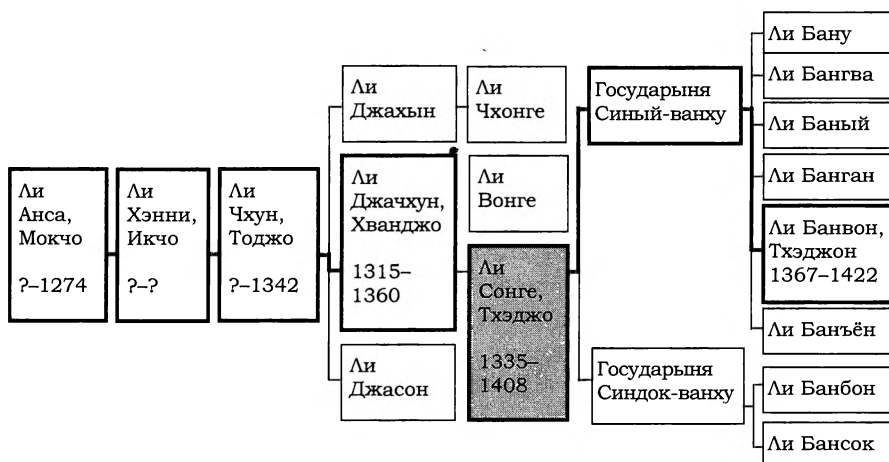 Ли
Анса,
Мокчо
?–1274
Ли
Хэнни,
Икчо
?–?
Ли
Чхун,
Тоджо
?–1342
Ли
Джахын
Ли
Джачхун,
Хванджо
1315–
1360
Ли
Джасон
Ли
Чхонге
Ли
Вонге
Ли
Сонге,
Тхэджо
1335–
1408
Государыня
Синый-ванху
Государыня
Синдок-ванху
Ли Бану
Ли Бангва
Ли Баный
Ли Банган
Ли Банвон,
Тхэджон
1367–1422
Ли Банъён
Ли Банбон
Ли Бансок